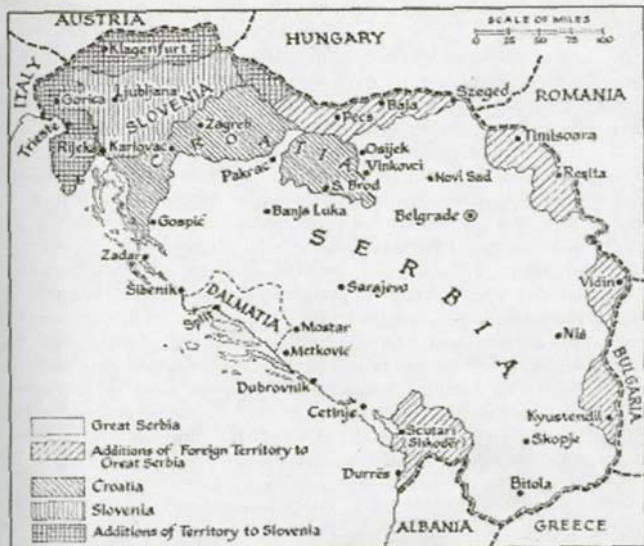 AUSTRIA
SCALE OF MILES
0 50 100
Klagenfurt
HUNGARY
ITALY
Gorica
Ljubljana
SLOVENIA
Szeged
ROMANIA
Baja
Pecs
Zagreb
Trieste
Rijeka
Karlovac
CROATIA
Osijek
Timisoara
Pakrac
Vinkovci
Resita
S. Brod
Novi Sad
Banja Luka
Belgrade
Gospić
SERBIA
Zadar
Sarajevo
Vidin
Šibenik
DALMATIA
Split
Mostar
Niš
Metković
BULGARIA
Dubrovnik
Cetinje
Kyustendil
Scutari
Shkodër
Skopje
Durrës
Bitola
ALBANIA
GREECE
Great Serbia
Additions of Foreign Territory to
Great Serbia
Croatia
Slovenia
Additions of Territory to Slovenia